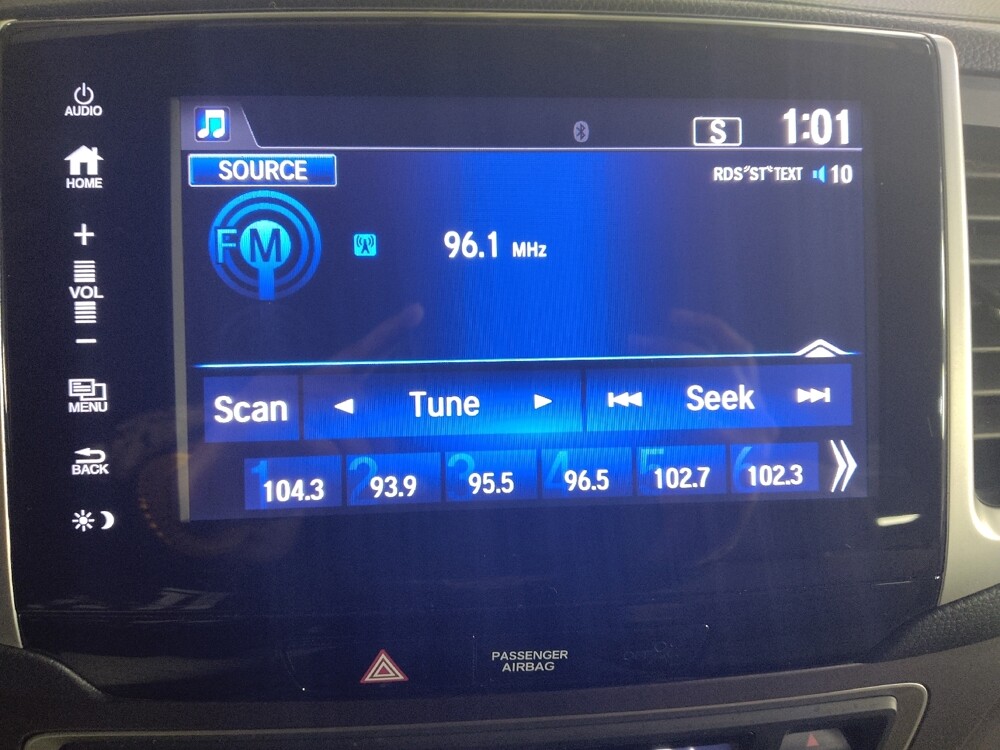 AUDIO
HOME
+
VOL
−
MENU
BACK
S 1:01
SOURCE
RDS ST TEXT 10
FM
96.1 MHz
Scan Tune Seek
1 104.3
2 93.9
3 95.5
4 96.5
5 102.7
6 102.3
PASSENGER
AIRBAG